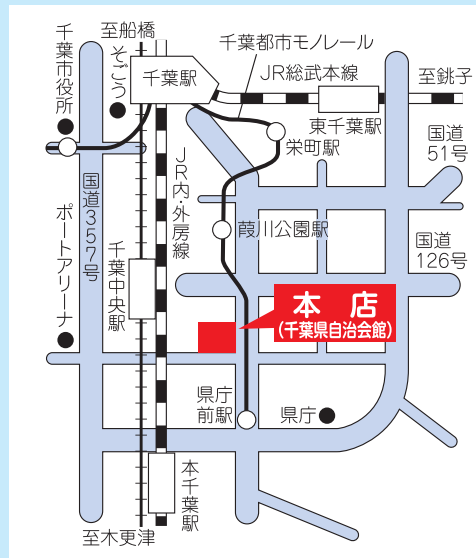 至船橋
千葉都市モノレール
千葉市役所
そごう
千葉駅
JR総武本線
至銚子
東千葉駅
栄町駅
国道
51号
JR内・外房線
国道357号
葭川公園駅
ポートアリーナ
千葉中央駅
国道
126号
本 店
(千葉県自治会館)
県庁
前駅
県庁
本千葉駅
至木更津